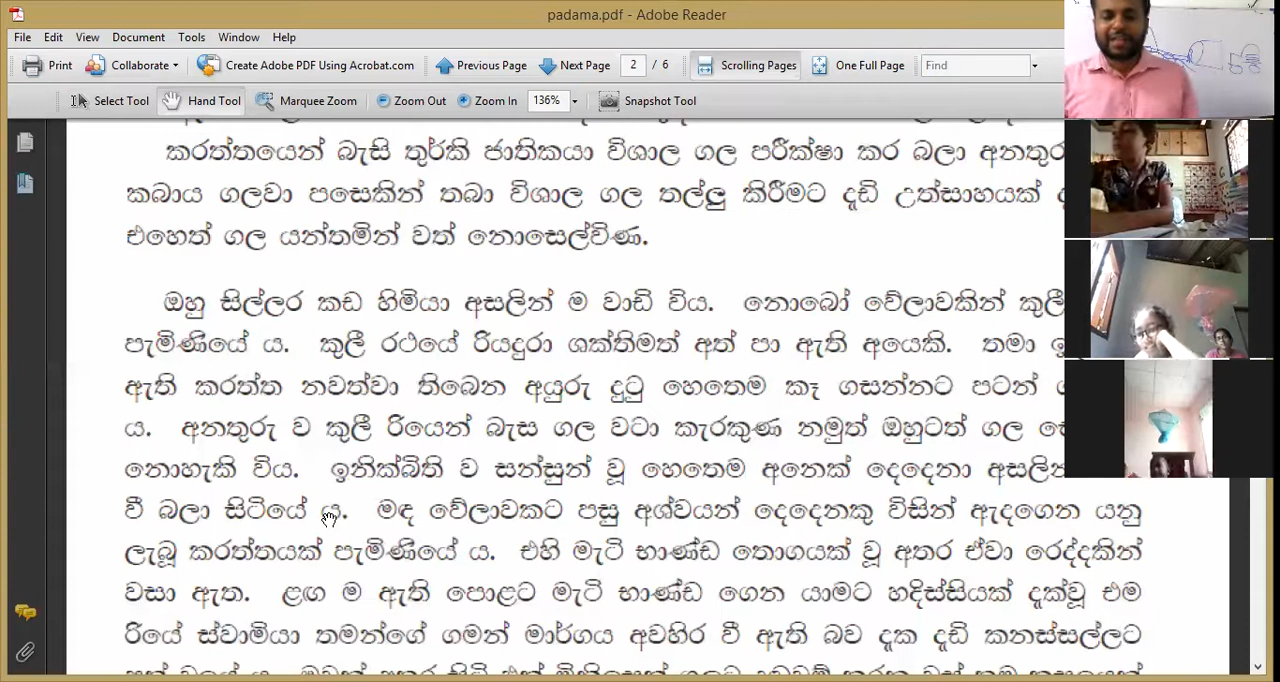 padama.pdf - Adobe Reader
File Edit View Document Tools Window Help
Print Collaborate Create Adobe PDF Using Acrobat.com Previous Page Next Page 2 / 6 Scrolling Pages One Full Page Find
Select Tool Hand Tool Marquee Zoom Zoom Out Zoom In 136% Snapshot Tool
කරත්තයෙන් බැසි තුර්කි ජාතිකයා විශාල ගල පරීක්ෂා කර බලා අනතුරු
කබාය ගලවා පසෙකින් තබා විශාල ගල තල්ලු කිරීමට දැඩි උත්සාහයක්
එහෙත් ගල යන්තමින් වත් නොසෙල්විණ.
ඔහු සිල්ලර කඩ හිමියා අසලින් ම වාඩි විය. නොබෝ වේලාවකින් කුලී
පැමිණියේ ය. කුලී රථයේ රියදුරා ශක්තිමත් අත් පා ඇති අයෙකි. තමා
ඇති කරත්ත නවත්වා තිබෙන අයුරු දුටු හෙතෙම කෑ ගසන්නට පටන්
ය. අනතුරු ව කුලී රියෙන් බැස ගල වටා කැරකුණ නමුත් ඔහුටත් ගල
නොහැකි විය. ඉනික්බිති ව සන්සුන් වූ හෙතෙම අනෙක් දෙදෙනා
වී බලා සිටියේ ය. මඳ වේලාවකට පසු අශ්වයන් දෙදෙනකු විසින් ඇදගෙන යනු
ලැබූ කරත්තයක් පැමිණියේ ය. එහි මැටි භාණ්ඩ තොගයක් වූ අතර ඒවා රෙද්දකින්
වසා ඇත. ළඟ ම ඇති පොළට මැටි භාණ්ඩ ගෙන යාමට හදිස්සියක් දැක්වූ එම
රියේ ස්වාමියා තමන්ගේ ගමන් මාර්ගය අවහිර වී ඇති බව දැක දැඩි කනස්සල්ලට